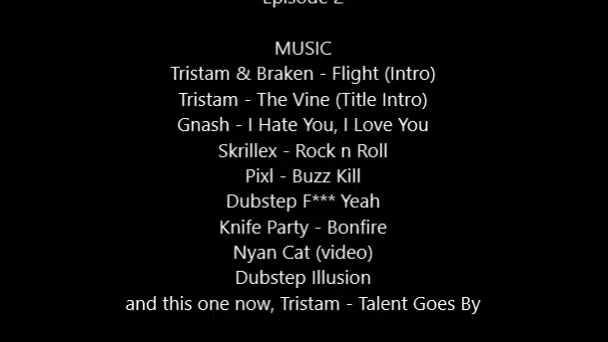 Episode 2
MUSIC
Tristam & Braken - Flight (Intro)
Tristam - The Vine (Title Intro)
Gnash - I Hate You, I Love You
Skrillex - Rock n Roll
Pixl - Buzz Kill
Dubstep F*** Yeah
Knife Party - Bonfire
Nyan Cat (video)
Dubstep Illusion
and this one now, Tristam - Talent Goes By